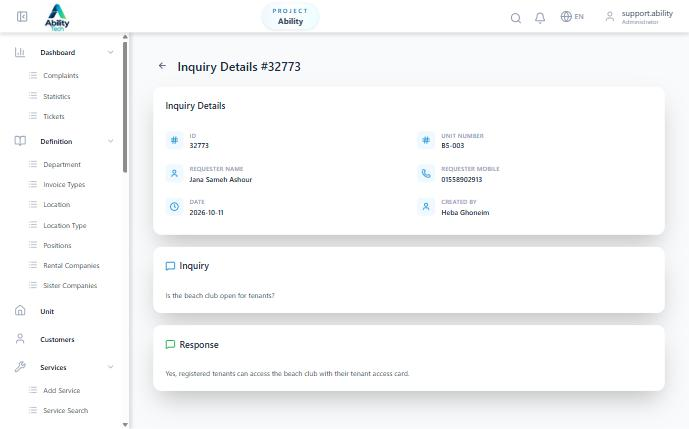 Ability
Tech
PROJECT
Ability
EN
support.ability
Administrator
Dashboard
Complaints
Statistics
Tickets
Definition
Department
Invoice Types
Location
Location Type
Positions
Rental Companies
Sister Companies
Unit
Customers
Services
Add Service
Service Search
Inquiry Details #32773
Inquiry Details
ID
32773
UNIT NUMBER
B5-003
REQUESTER NAME
Jana Sameh Ashour
REQUESTER MOBILE
01558902913
DATE
2026-10-11
CREATED BY
Heba Ghoneim
Inquiry
Is the beach club open for tenants?
Response
Yes, registered tenants can access the beach club with their tenant access card.